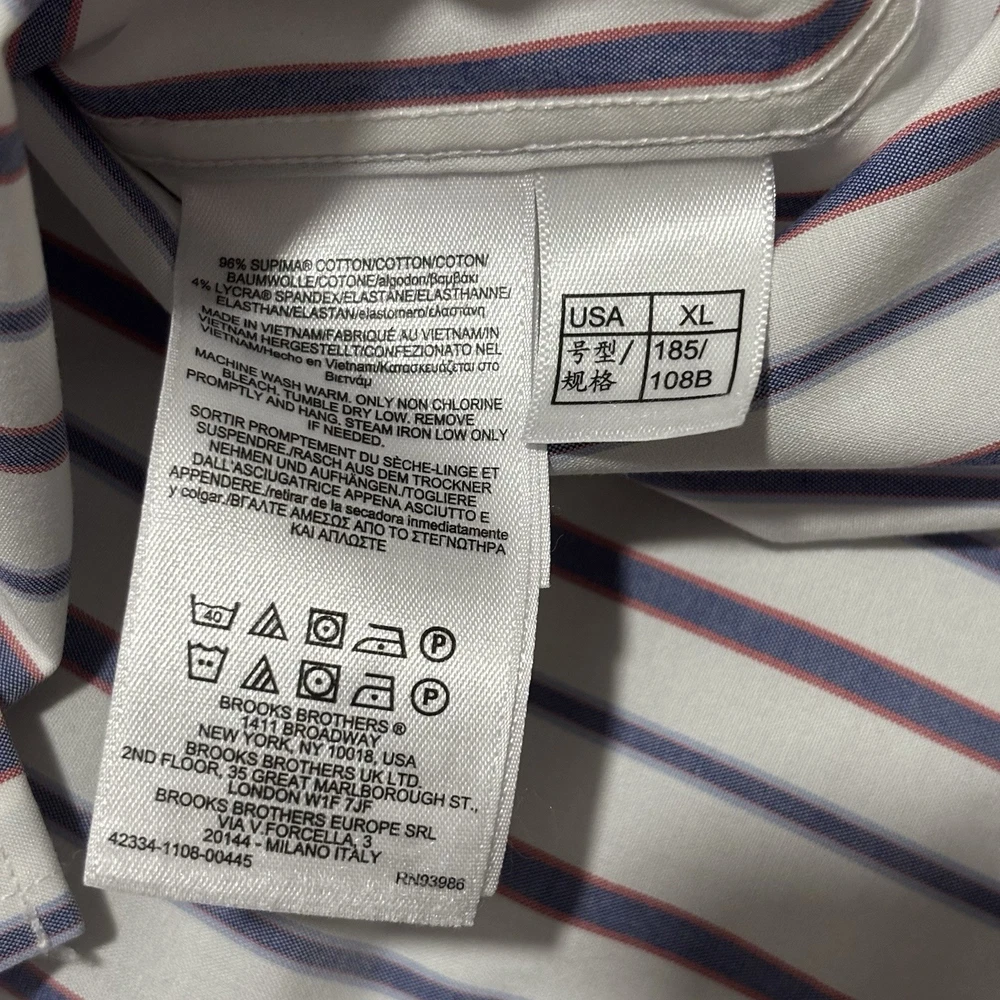 96% SUPIMA® COTTON/COTTON/COTON/
BAUMWOLLE/COTONE/algodon/βαμβάκι
4% LYCRA® SPANDEX/ELASTANE/ELASTHANNE/
ELASTHAN/ELASTAN/elastomero/ελαστάνη
MADE IN VIETNAM/FABRIQUÉ AU VIETNAM/IN
VIETNAM HERGESTELLT/CONFEZIONATO NEL
VIETNAM/Hecho en Vietnam/Κατασκευάζεται στο
Βιετνάμ
MACHINE WASH WARM. ONLY NON CHLORINE
BLEACH. TUMBLE DRY LOW. REMOVE
PROMPTLY AND HANG. STEAM IRON LOW ONLY
IF NEEDED.
SORTIR PROMPTEMENT DU SÈCHE-LINGE ET
SUSPENDRE./RASCH AUS DEM TROCKNER
NEHMEN UND AUFHÄNGEN./TOGLIERE
DALL'ASCIUGATRICE APPENA ASCIUTTO E
APPENDERE./retirar de la secadora inmediatamente
y colgar./ΒΓΑΛΤΕ ΑΜΕΣΩΣ ΑΠΟ ΤΟ ΣΤΕΓΝΩΤΗΡΑ
ΚΑΙ ΑΠΛΩΣΤΕ
40 P
P
BROOKS BROTHERS ®
1411 BROADWAY
NEW YORK, NY 10018, USA
BROOKS BROTHERS UK LTD.
2ND FLOOR, 35 GREAT MARLBOROUGH ST.,
LONDON W1F 7JF
BROOKS BROTHERS EUROPE SRL
VIA V.FORCELLA, 3
20144 - MILANO ITALY
42334-1108-00445
RN93986
USA XL
号型/ 185/
规格 108B